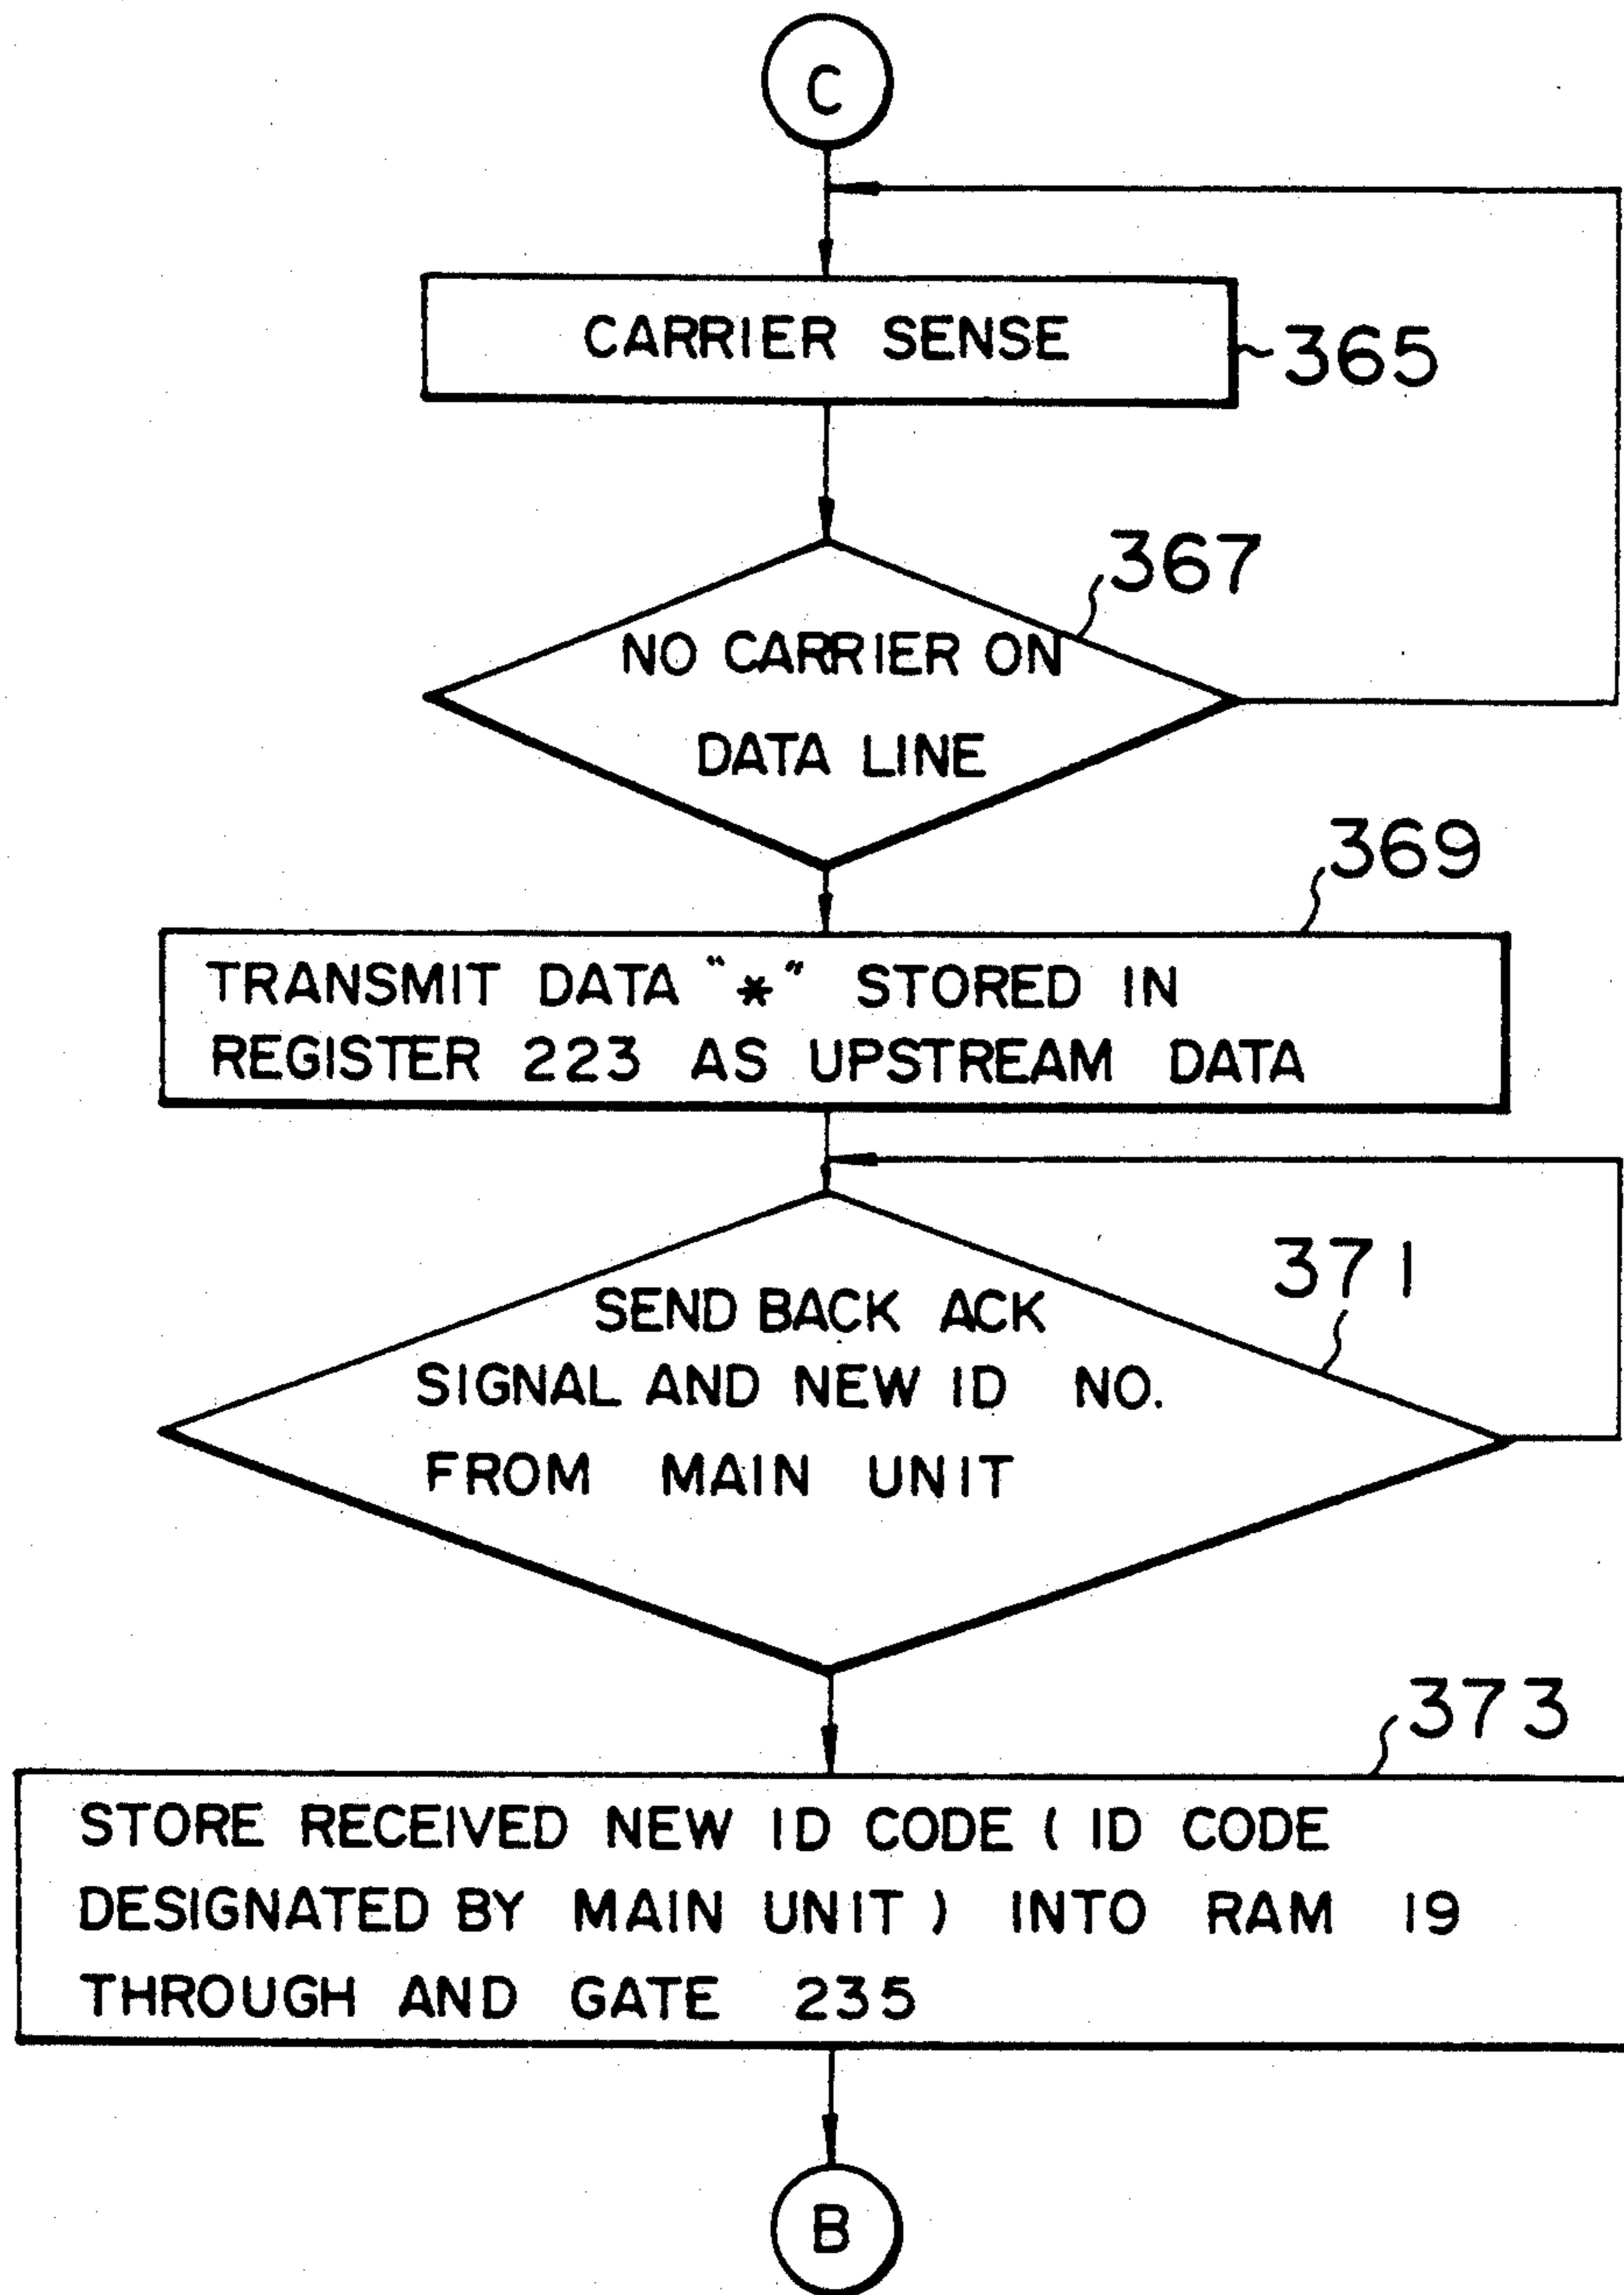 C
CARRIER SENSE
365
367
NO CARRIER ON
DATA LINE
369
TRANSMIT DATA "*" STORED IN
REGISTER 223 AS UPSTREAM DATA
371
SEND BACK ACK
SIGNAL AND NEW ID NO.
FROM MAIN UNIT
373
STORE RECEIVED NEW ID CODE ( ID CODE
DESIGNATED BY MAIN UNIT ) INTO RAM 19
THROUGH AND GATE 235
B